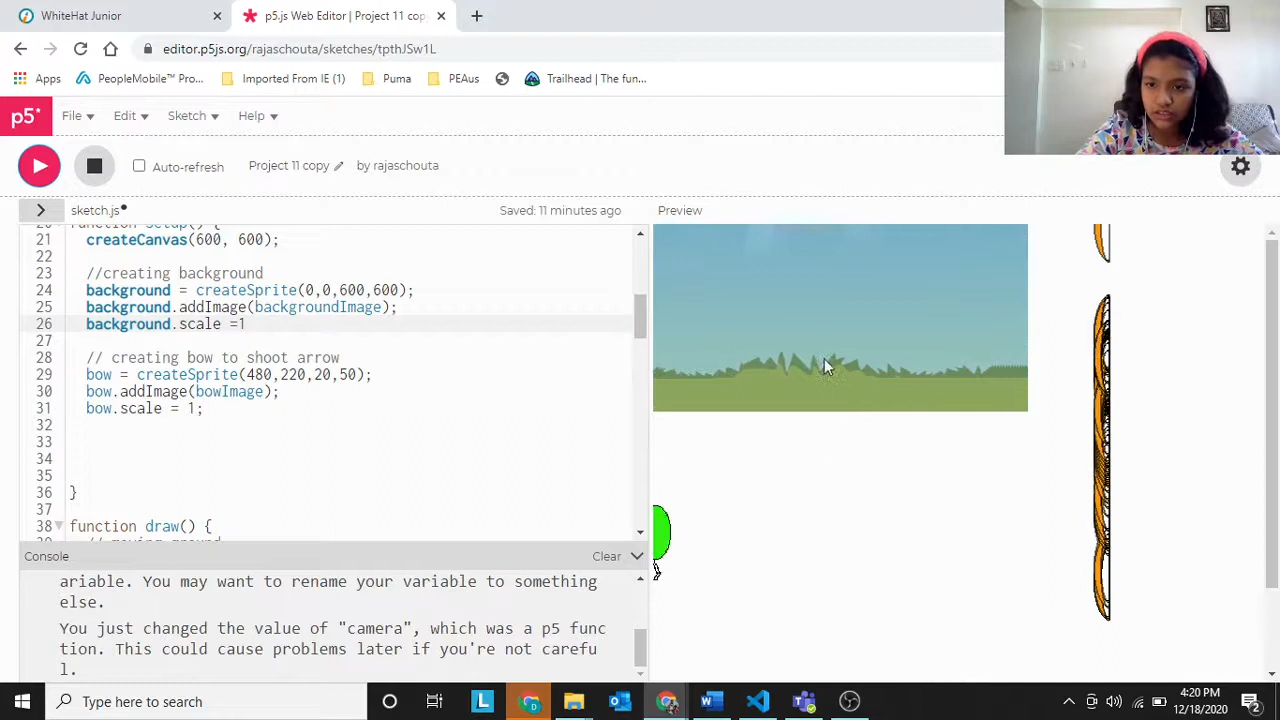 WhiteHat Junior
p5.js Web Editor | Project 11 cop
editor.p5js.org/rajaschouta/sketches/tpthJSw1L
Apps
PeopleMobile™ Pro...
Imported From IE (1)
Puma
PEAus
Trailhead | The fun...
p5*
File
Edit
Sketch
Help
Auto-refresh
Project 11 copy
by rajaschouta
sketch.js
Saved: 11 minutes ago
Preview
21 createCanvas(600, 600);
22
23 //creating background
24 background = createSprite(0,0,600,600);
25 background.addImage(backgroundImage);
26 background.scale =1
27
28 // creating bow to shoot arrow
29 bow = createSprite(480,220,20,50);
30 bow.addImage(bowImage);
31 bow.scale = 1;
32
33
34
35
36 }
37
38 function draw() {
Console
Clear
ariable. You may want to rename your variable to something
else.
You just changed the value of "camera", which was a p5 func
tion. This could cause problems later if you're not carefu
l.
Type here to search
4:20 PM
12/18/2020
2